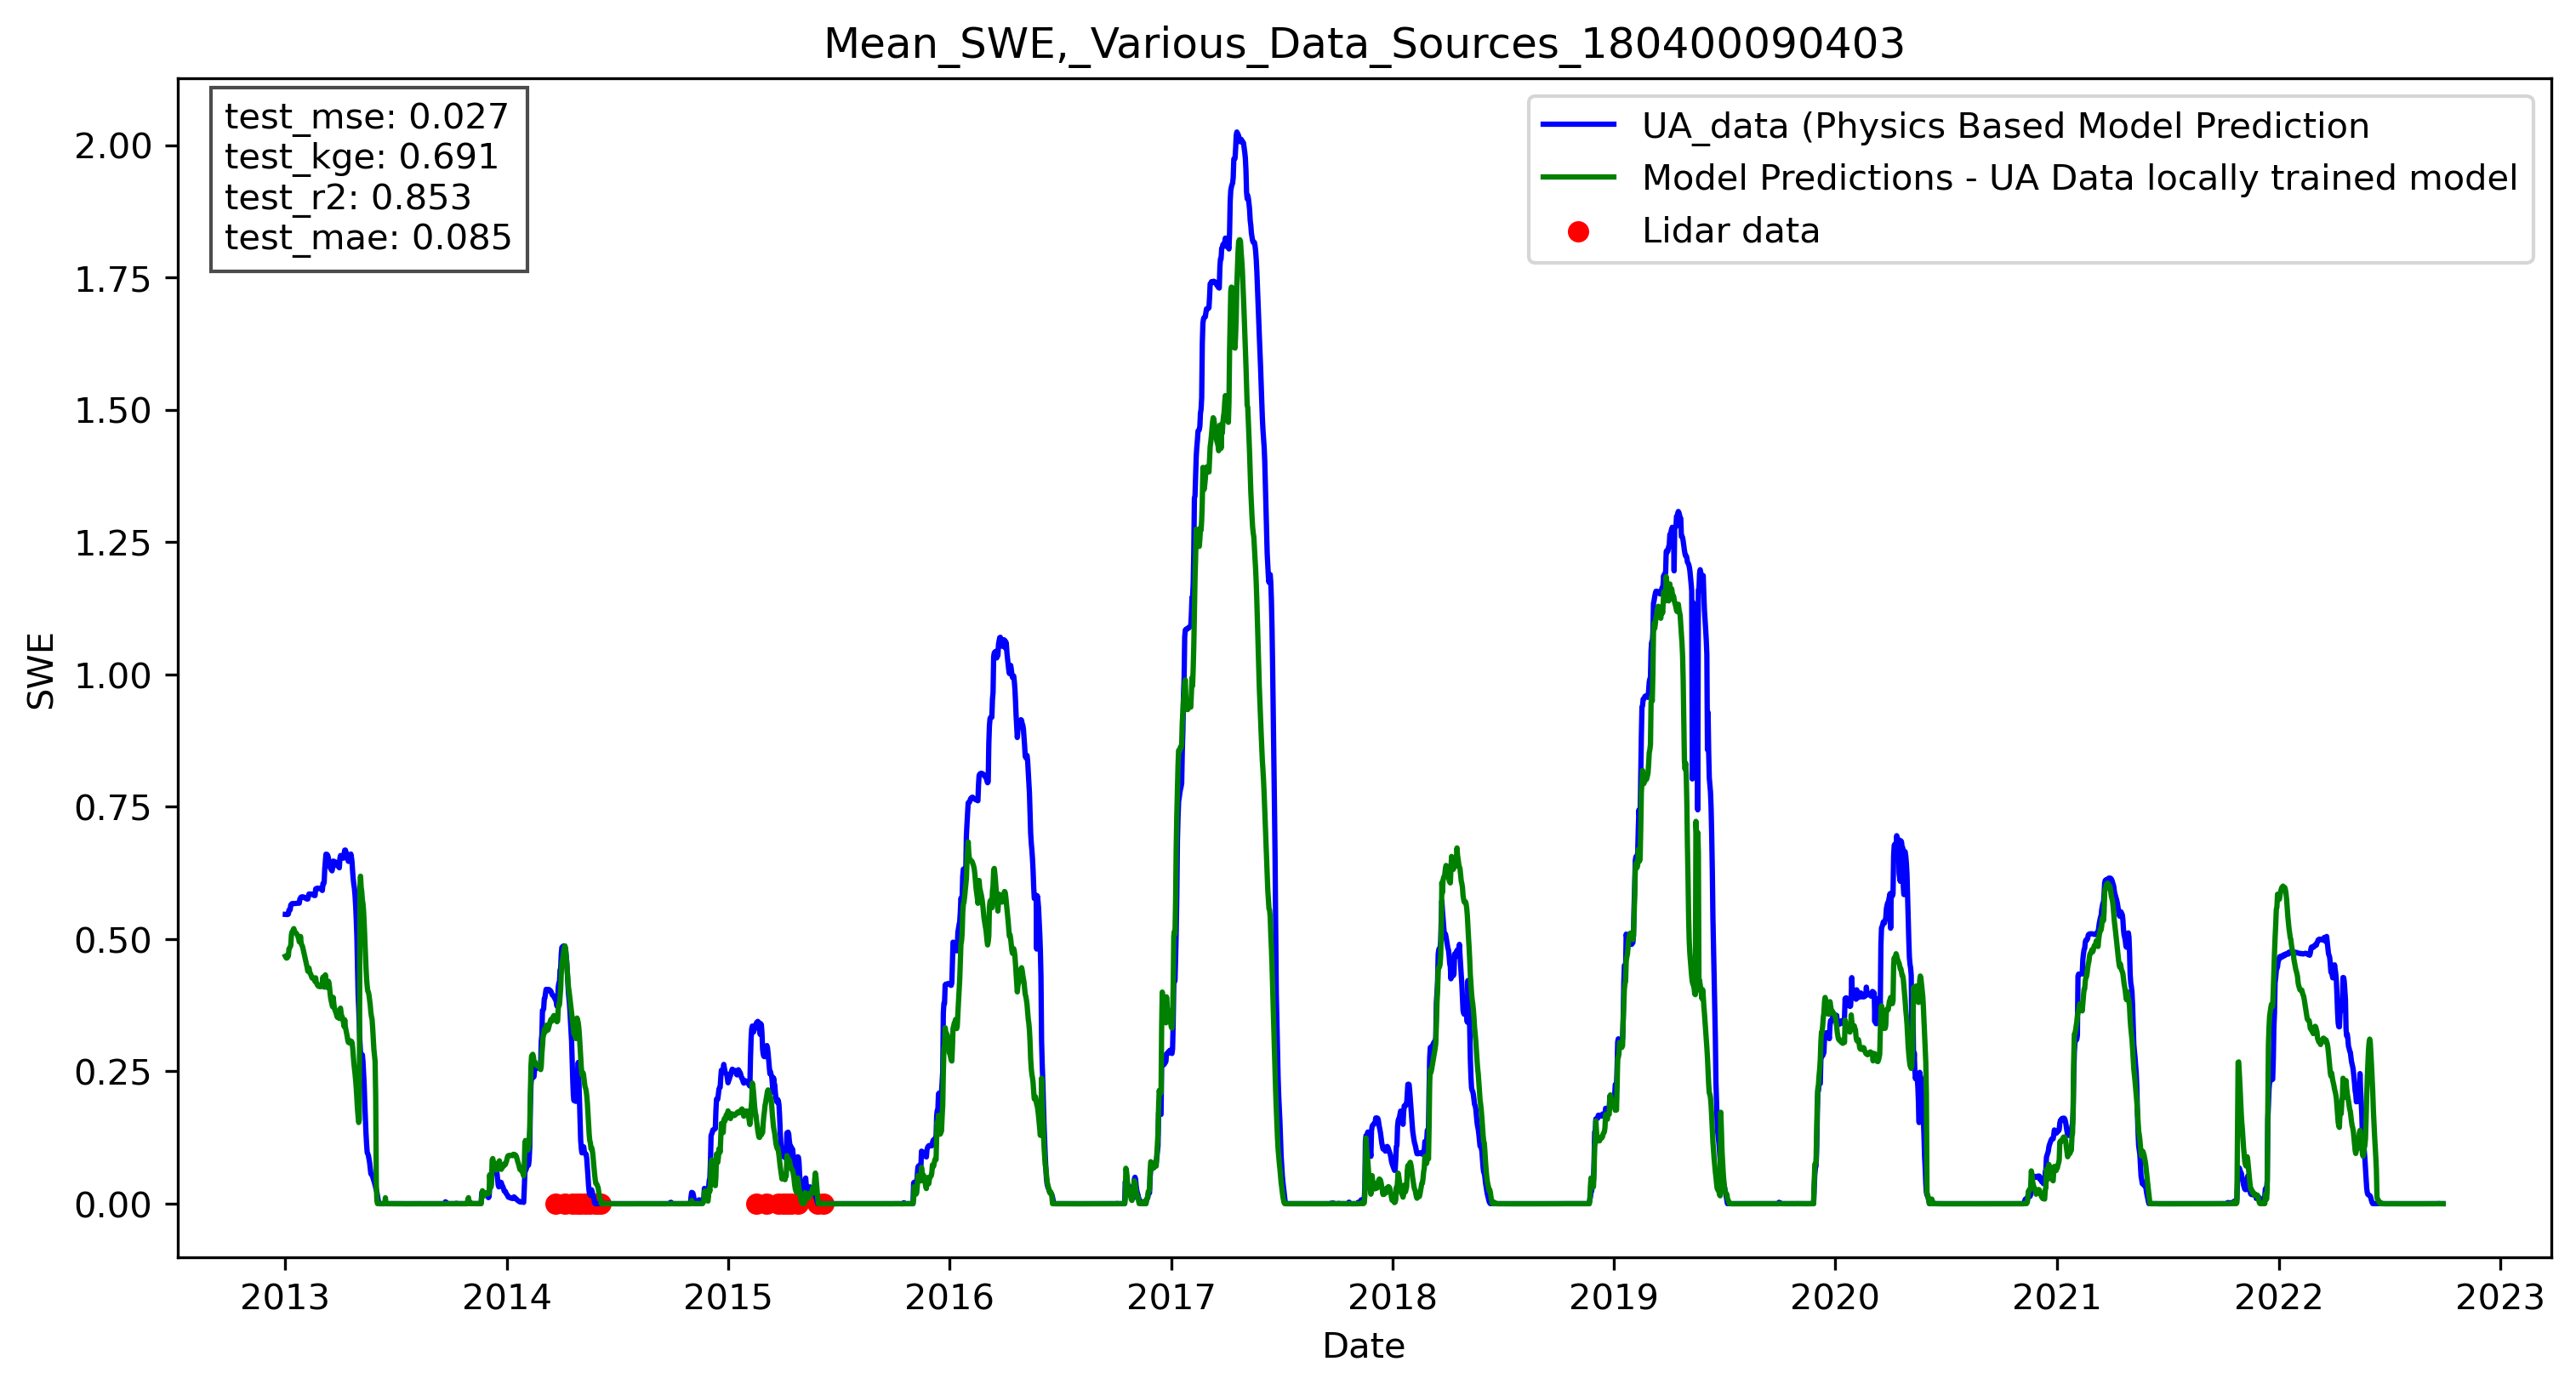 Mean_SWE,_Various_Data_Sources_180400090403
test_mse: 0.027
test_kge: 0.691
test_r2: 0.853
test_mae: 0.085
UA_data (Physics Based Model Prediction
Model Predictions - UA Data locally trained model
Lidar data
2.00
1.75
1.50
1.25
1.00
0.75
0.50
0.25
0.00
SWE
2013 2014 2015 2016 2017 2018 2019 2020 2021 2022 2023
Date